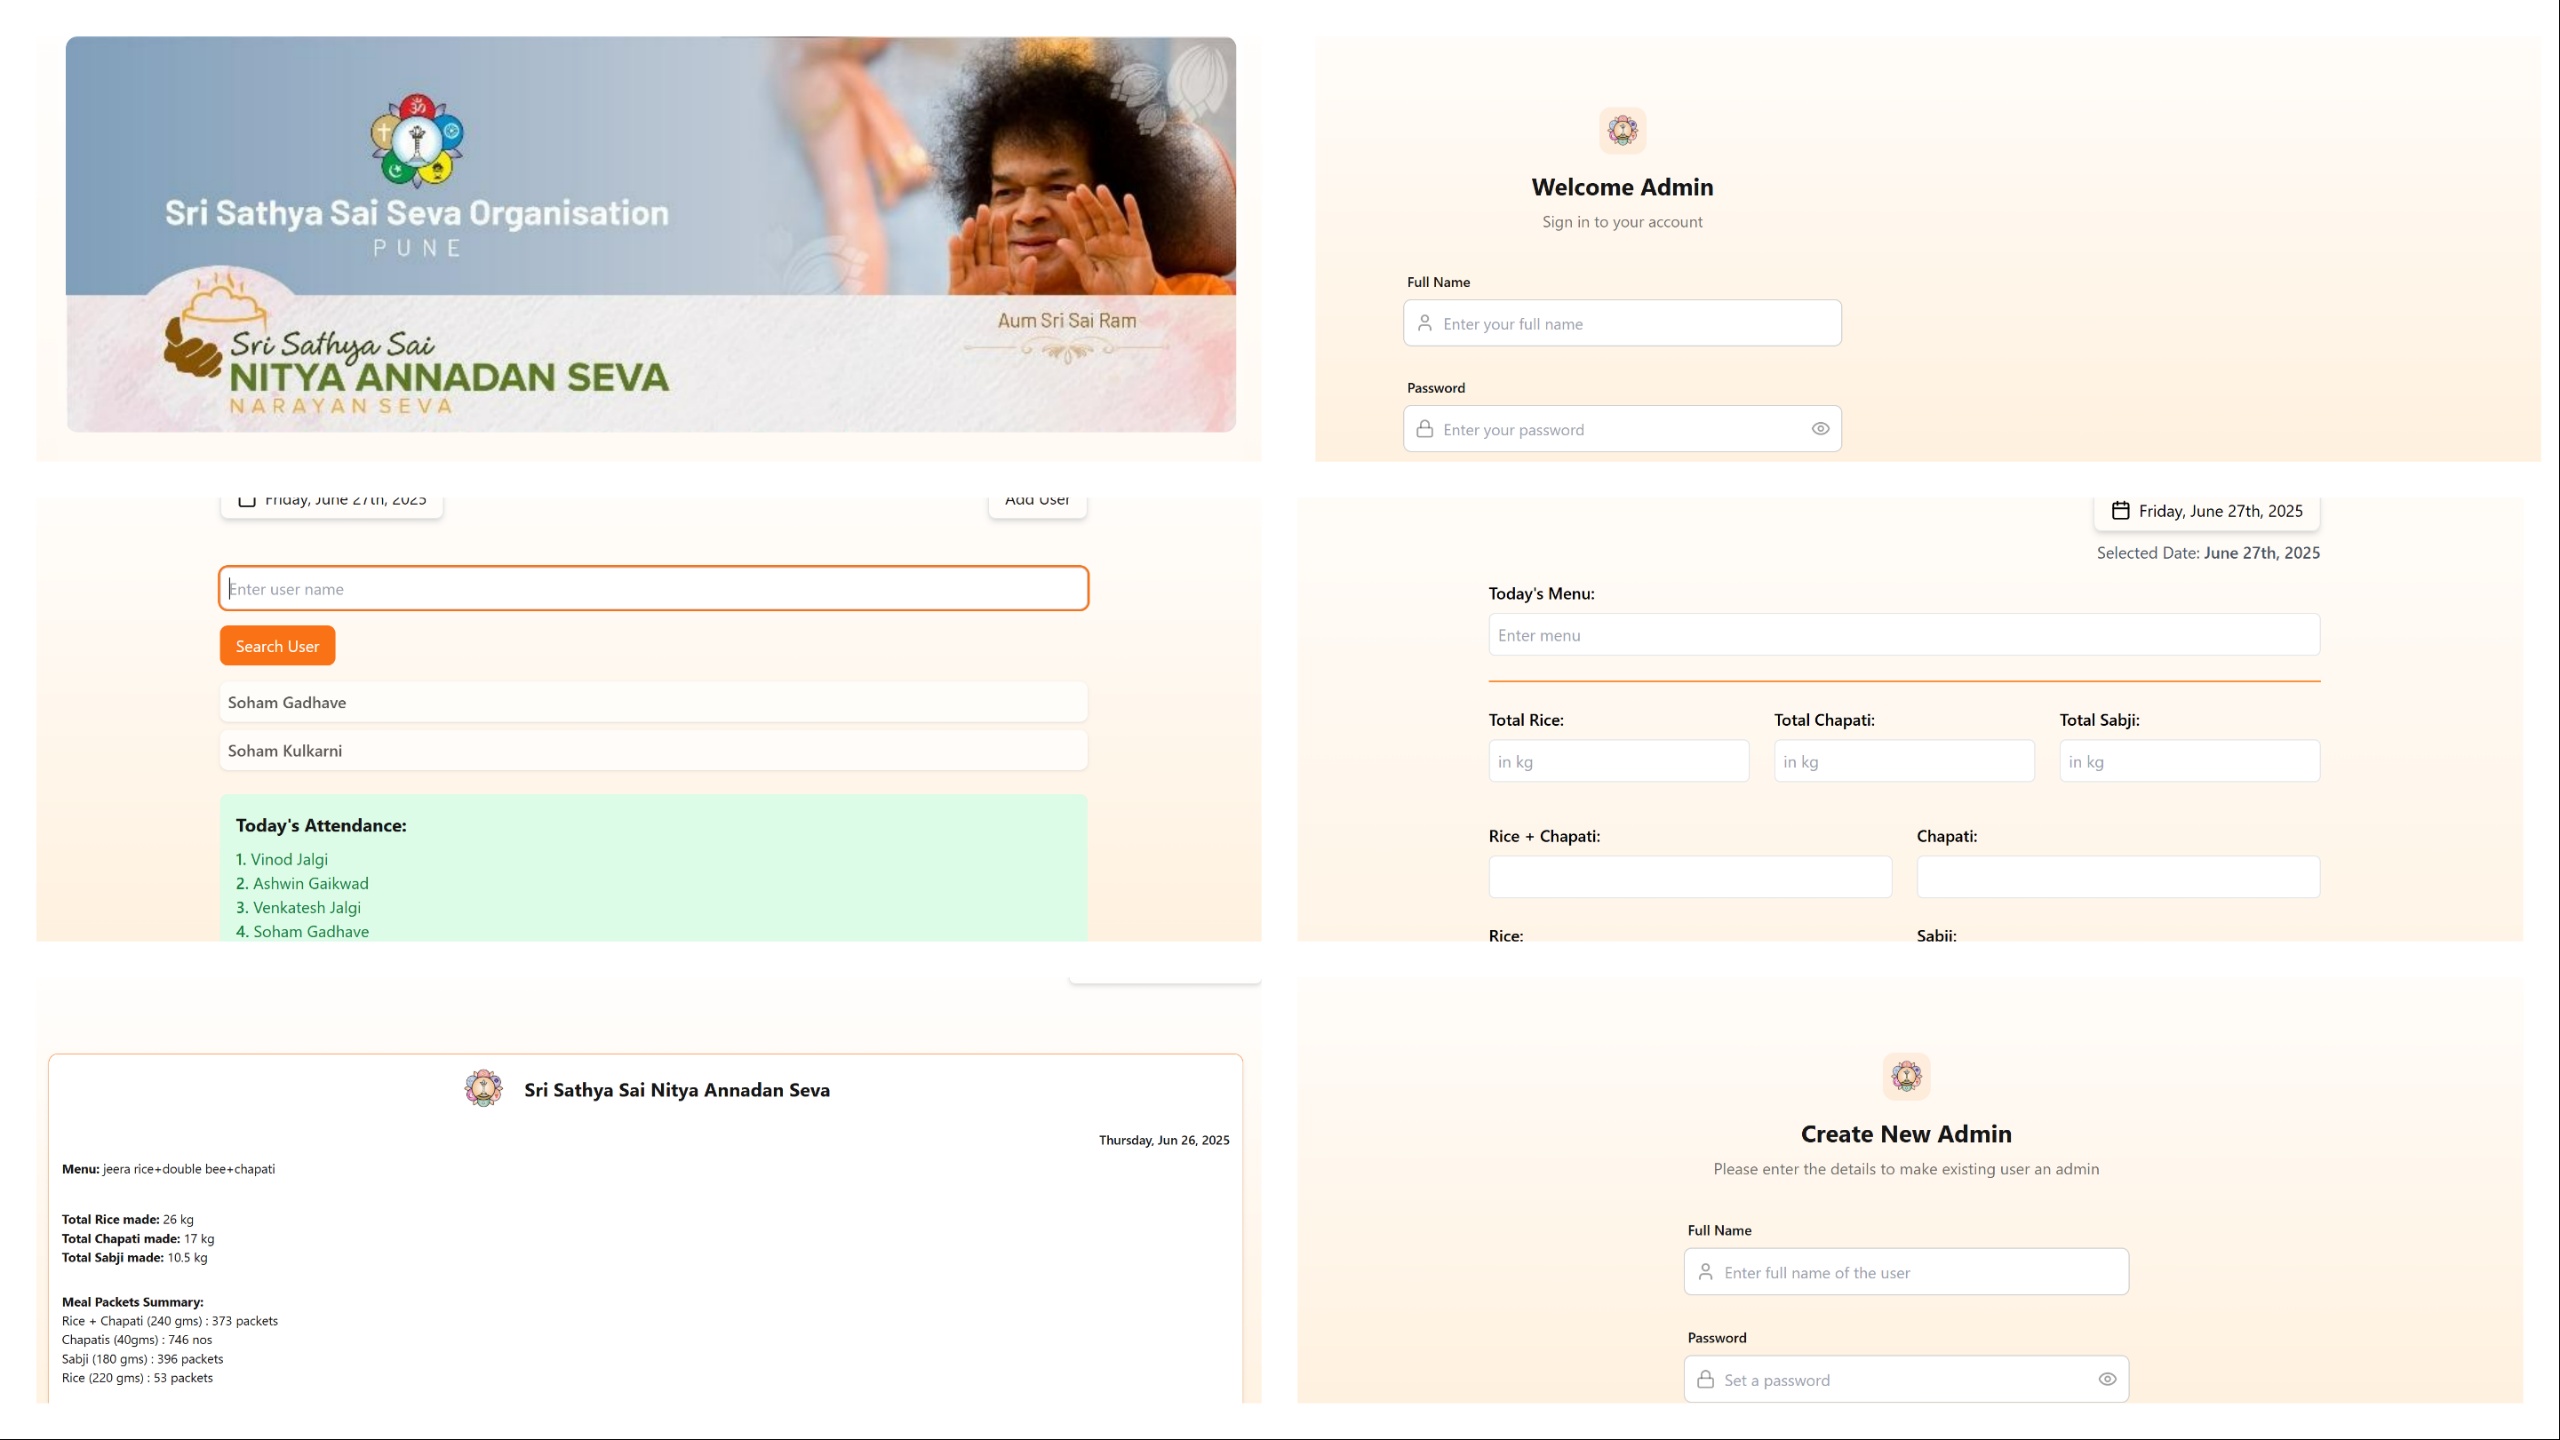 Sri Sathya Sai Seva Organisation
PUNE
Sri Sathya Sai
NITYA ANNADAN SEVA
NARAYAN SEVA
Aum Sri Sai Ram
Welcome Admin
Sign in to your account
Full Name
Enter your full name
Password
Enter your password
Friday, June 27th, 2025
Add User
Enter user name
Search User
Soham Gadhave
Soham Kulkarni
Today's Attendance:
1. Vinod Jalgi
2. Ashwin Gaikwad
3. Venkatesh Jalgi
4. Soham Gadhave
Friday, June 27th, 2025
Selected Date: June 27th, 2025
Today's Menu:
Enter menu
Total Rice: Total Chapati: Total Sabji:
in kg in kg in kg
Rice + Chapati: Chapati:
Rice: Sabji:
Sri Sathya Sai Nitya Annadan Seva
Thursday, Jun 26, 2025
Menu: jeera rice+double bee+chapati
Total Rice made: 26 kg
Total Chapati made: 17 kg
Total Sabji made: 10.5 kg
Meal Packets Summary:
Rice + Chapati (240 gms) : 373 packets
Chapatis (40gms) : 746 nos
Sabji (180 gms) : 396 packets
Rice (220 gms) : 53 packets
Create New Admin
Please enter the details to make existing user an admin
Full Name
Enter full name of the user
Password
Set a password